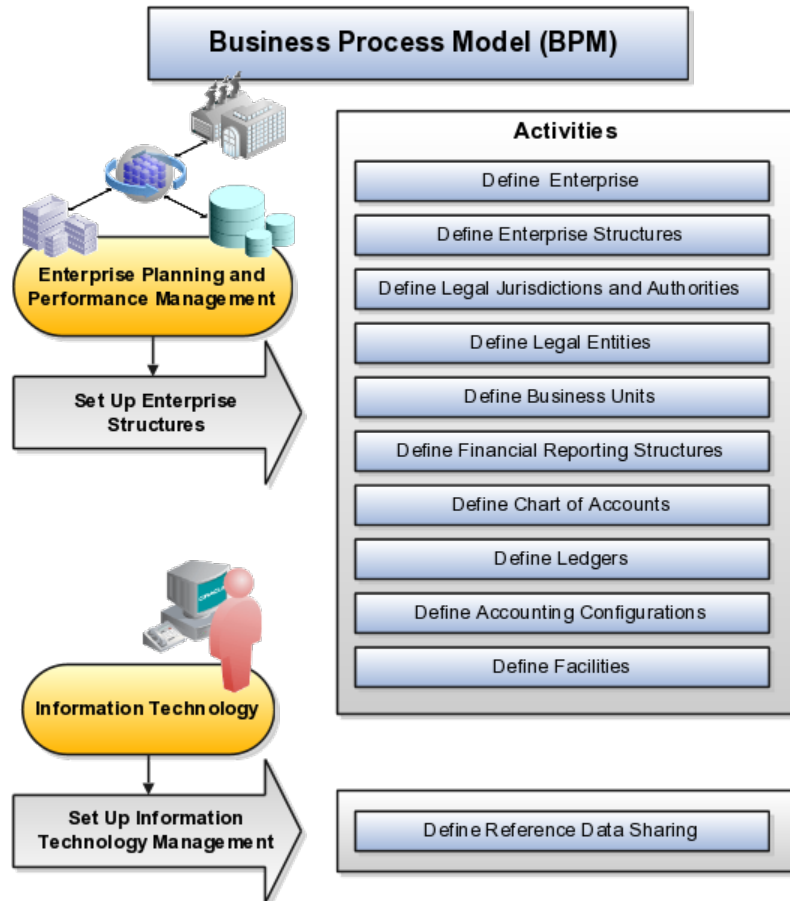 Business Process Model (BPM)
Enterprise Planning and
Performance Management
Set Up Enterprise
Structures
Activities
Define Enterprise
Define Enterprise Structures
Define Legal Jurisdictions and Authorities
Define Legal Entities
Define Business Units
Define Financial Reporting Structures
Define Chart of Accounts
Define Ledgers
Define Accounting Configurations
Define Facilities
ORACLE
Information Technology
Set Up Information
Technology Management
Define Reference Data Sharing